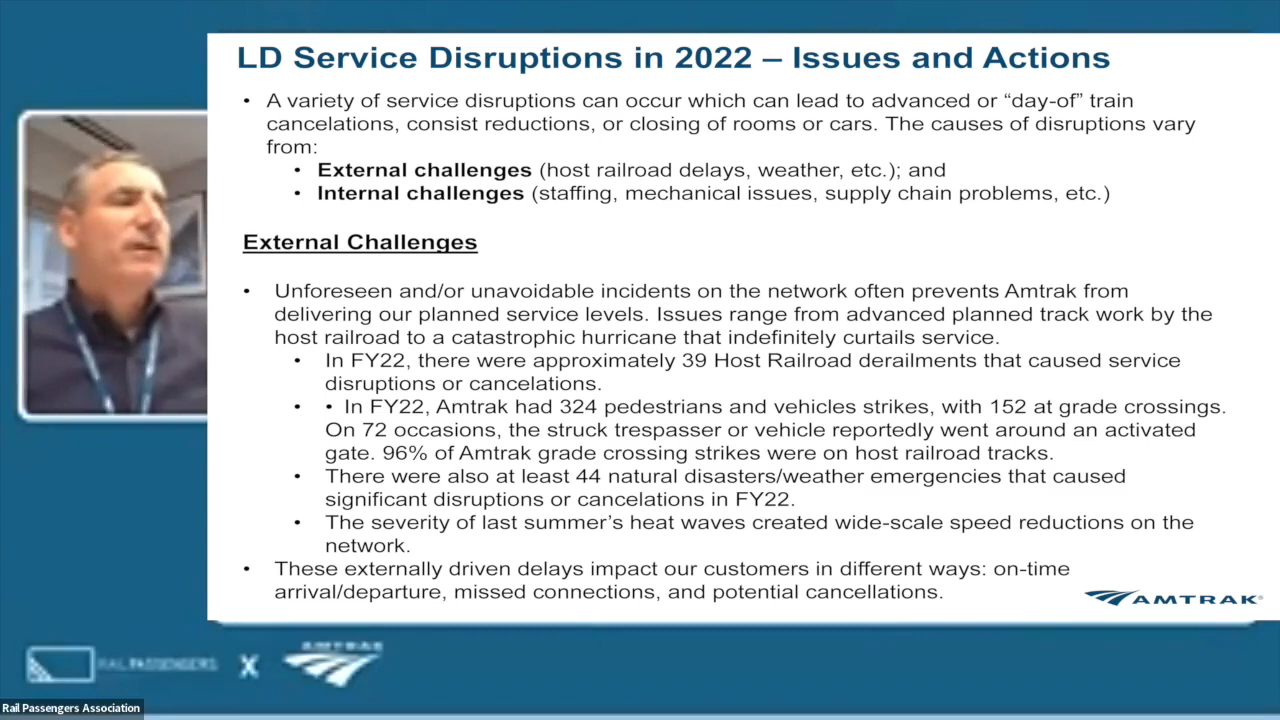 LD Service Disruptions in 2022 – Issues and Actions
• A variety of service disruptions can occur which can lead to advanced or “day-of” train
cancelations, consist reductions, or closing of rooms or cars. The causes of disruptions vary
from:
• External challenges (host railroad delays, weather, etc.); and
• Internal challenges (staffing, mechanical issues, supply chain problems, etc.)
External Challenges
• Unforeseen and/or unavoidable incidents on the network often prevents Amtrak from
delivering our planned service levels. Issues range from advanced planned track work by the
host railroad to a catastrophic hurricane that indefinitely curtails service.
• In FY22, there were approximately 39 Host Railroad derailments that caused service
disruptions or cancelations.
• • In FY22, Amtrak had 324 pedestrians and vehicles strikes, with 152 at grade crossings.
On 72 occasions, the struck trespasser or vehicle reportedly went around an activated
gate. 96% of Amtrak grade crossing strikes were on host railroad tracks.
• There were also at least 44 natural disasters/weather emergencies that caused
significant disruptions or cancelations in FY22.
• The severity of last summer’s heat waves created wide-scale speed reductions on the
network.
• These externally driven delays impact our customers in different ways: on-time
arrival/departure, missed connections, and potential cancellations.
AMTRAK®
RAIL PASSENGERS X AMTRAK
Rail Passengers Association